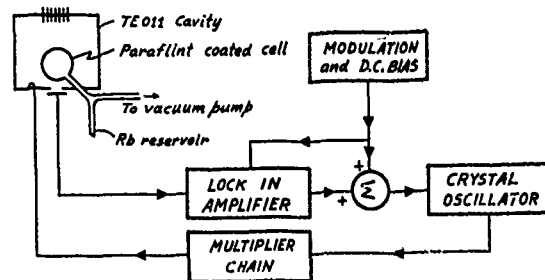 TE011 Cavity
Paraflint coated cell
To vacuum pump
Rb reservoir
MODULATION
and D.C. BIAS
LOCK IN
AMPLIFIER
+
+
Σ
CRYSTAL
OSCILLATOR
MULTIPLIER
CHAIN